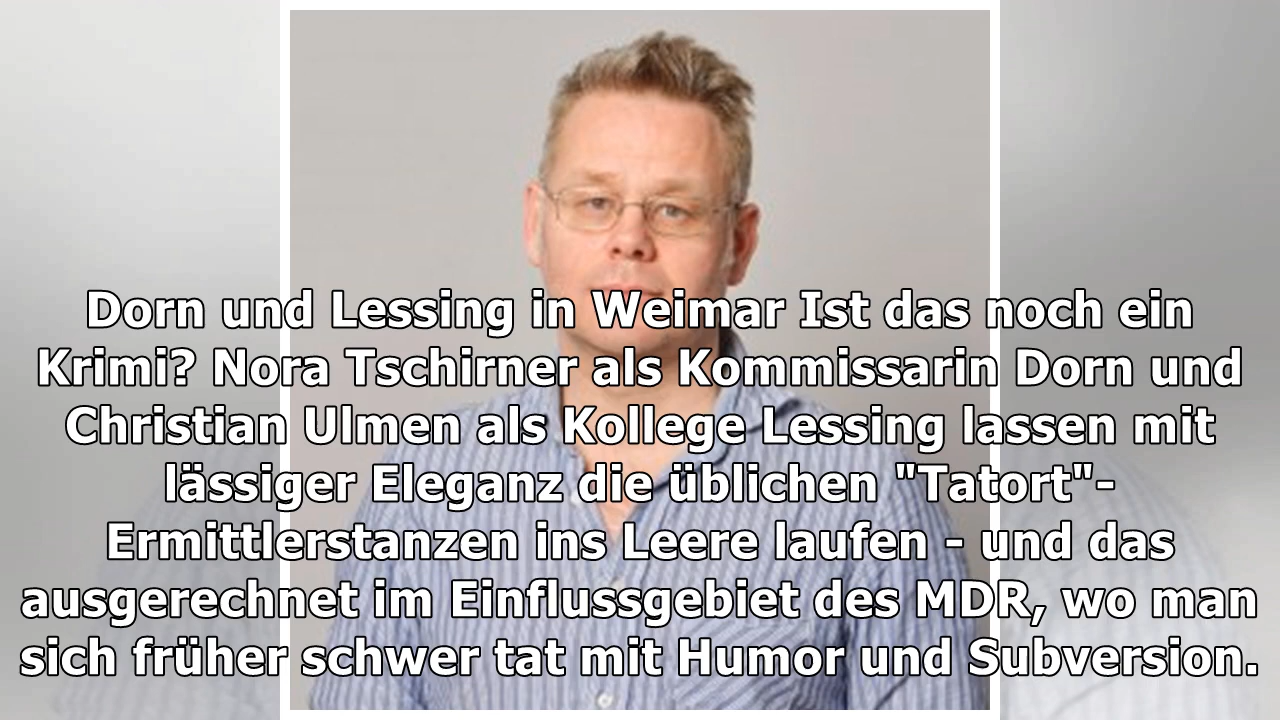 Dorn und Lessing in Weimar Ist das noch ein
Krimi? Nora Tschirner als Kommissarin Dorn und
Christian Ulmen als Kollege Lessing lassen mit
lässiger Eleganz die üblichen "Tatort"-
Ermittlerstanzen ins Leere laufen - und das
ausgerechnet im Einflussgebiet des MDR, wo man
sich früher schwer tat mit Humor und Subversion.